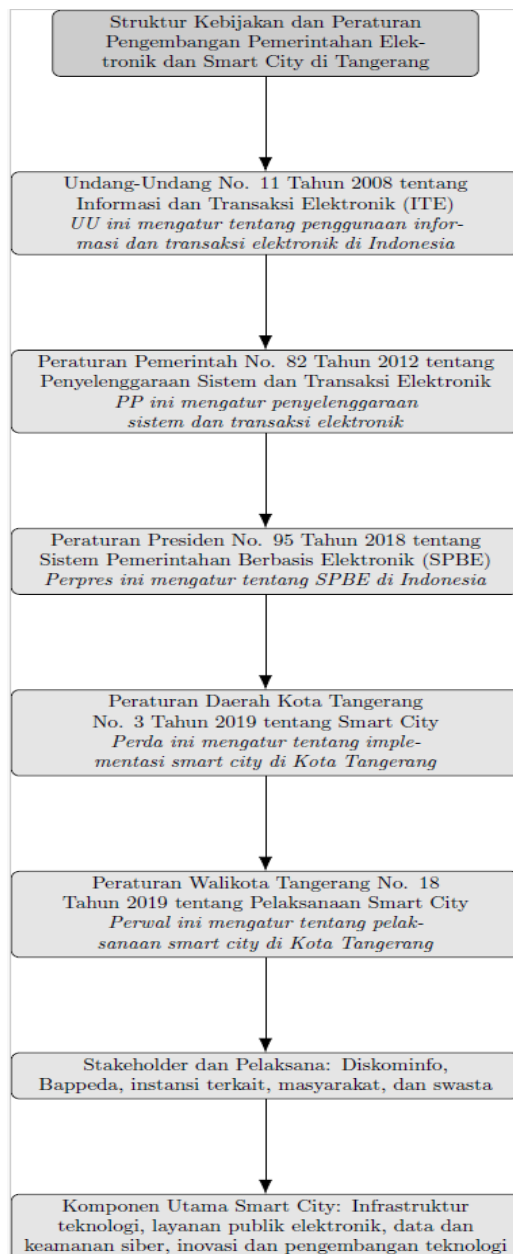 Struktur Kebijakan dan Peraturan
Pengembangan Pemerintahan Elek-
tronik dan Smart City di Tangerang
Undang-Undang No. 11 Tahun 2008 tentang
Informasi dan Transaksi Elektronik (ITE)
UU ini mengatur tentang penggunaan infor-
masi dan transaksi elektronik di Indonesia
Peraturan Pemerintah No. 82 Tahun 2012 tentang
Penyelenggaraan Sistem dan Transaksi Elektronik
PP ini mengatur penyelenggaraan
sistem dan transaksi elektronik
Peraturan Presiden No. 95 Tahun 2018 tentang
Sistem Pemerintahan Berbasis Elektronik (SPBE)
Perpres ini mengatur tentang SPBE di Indonesia
Peraturan Daerah Kota Tangerang
No. 3 Tahun 2019 tentang Smart City
Perda ini mengatur tentang imple-
mentasi smart city di Kota Tangerang
Peraturan Walikota Tangerang No. 18
Tahun 2019 tentang Pelaksanaan Smart City
Perwal ini mengatur tentang pelak-
sanaan smart city di Kota Tangerang
Stakeholder dan Pelaksana: Diskominfo,
Bappeda, instansi terkait, masyarakat, dan swasta
Komponen Utama Smart City: Infrastruktur
teknologi, layanan publik elektronik, data dan
keamanan siber, inovasi dan pengembangan teknologi